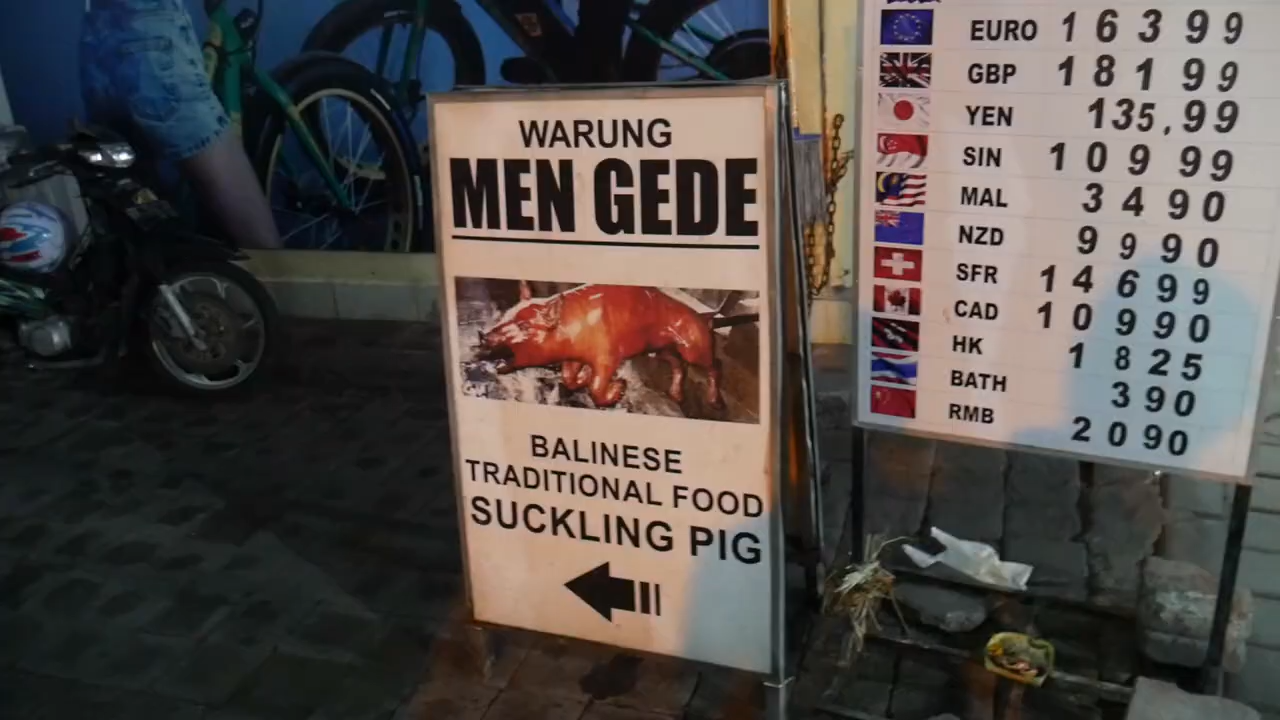 WARUNG
MEN GEDE
BALINESE
TRADITIONAL FOOD
SUCKLING PIG
EURO 16399
GBP 18199
YEN 135,99
SIN 10999
MAL 3490
NZD 9990
SFR 14699
CAD 10990
HK 1825
BATH 390
RMB 2090